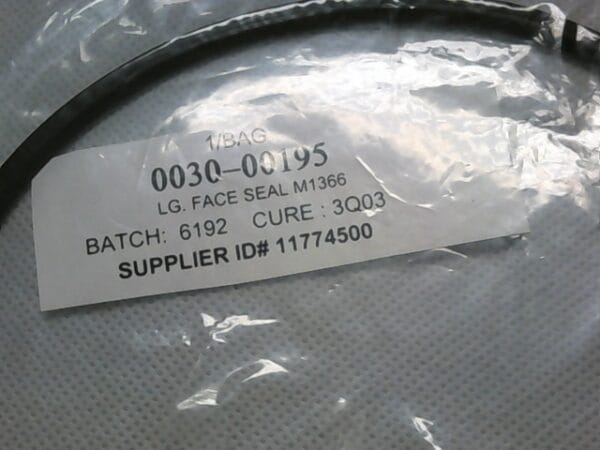 1/BAG
0030-00195
LG. FACE SEAL M1366
BATCH: 6192 CURE : 3Q03
SUPPLIER ID# 11774500